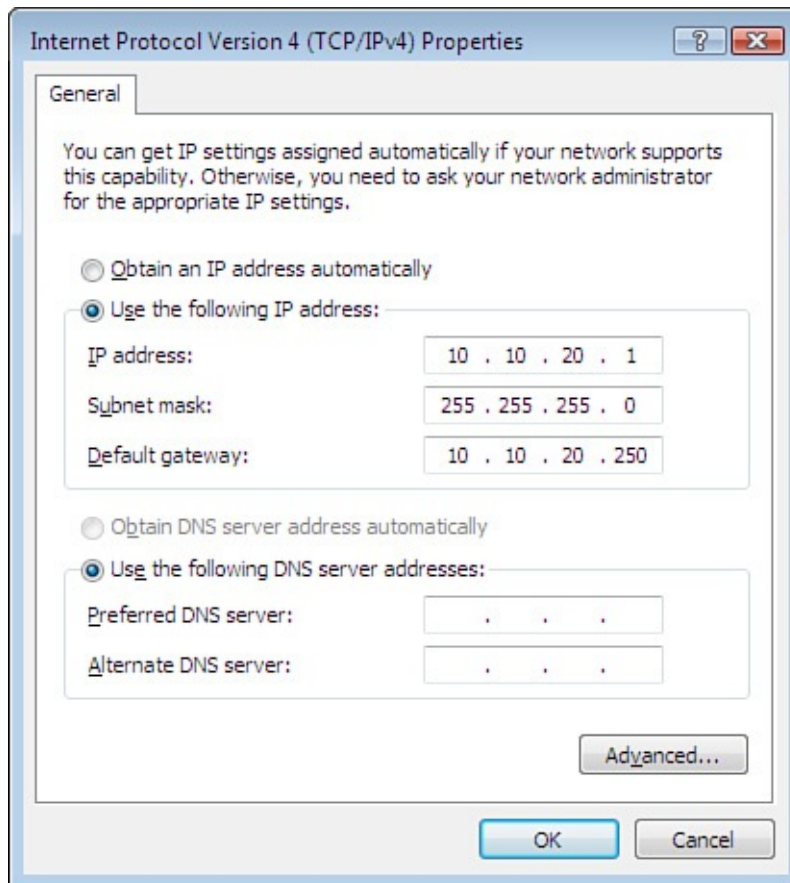 Internet Protocol Version 4 (TCP/IPv4) Properties
General
You can get IP settings assigned automatically if your network supports
this capability. Otherwise, you need to ask your network administrator
for the appropriate IP settings.
Obtain an IP address automatically
Use the following IP address:
IP address: 10 . 10 . 20 . 1
Subnet mask: 255 . 255 . 255 . 0
Default gateway: 10 . 10 . 20 . 250
Obtain DNS server address automatically
Use the following DNS server addresses:
Preferred DNS server: . . .
Alternate DNS server: . . .
Advanced...
OK Cancel